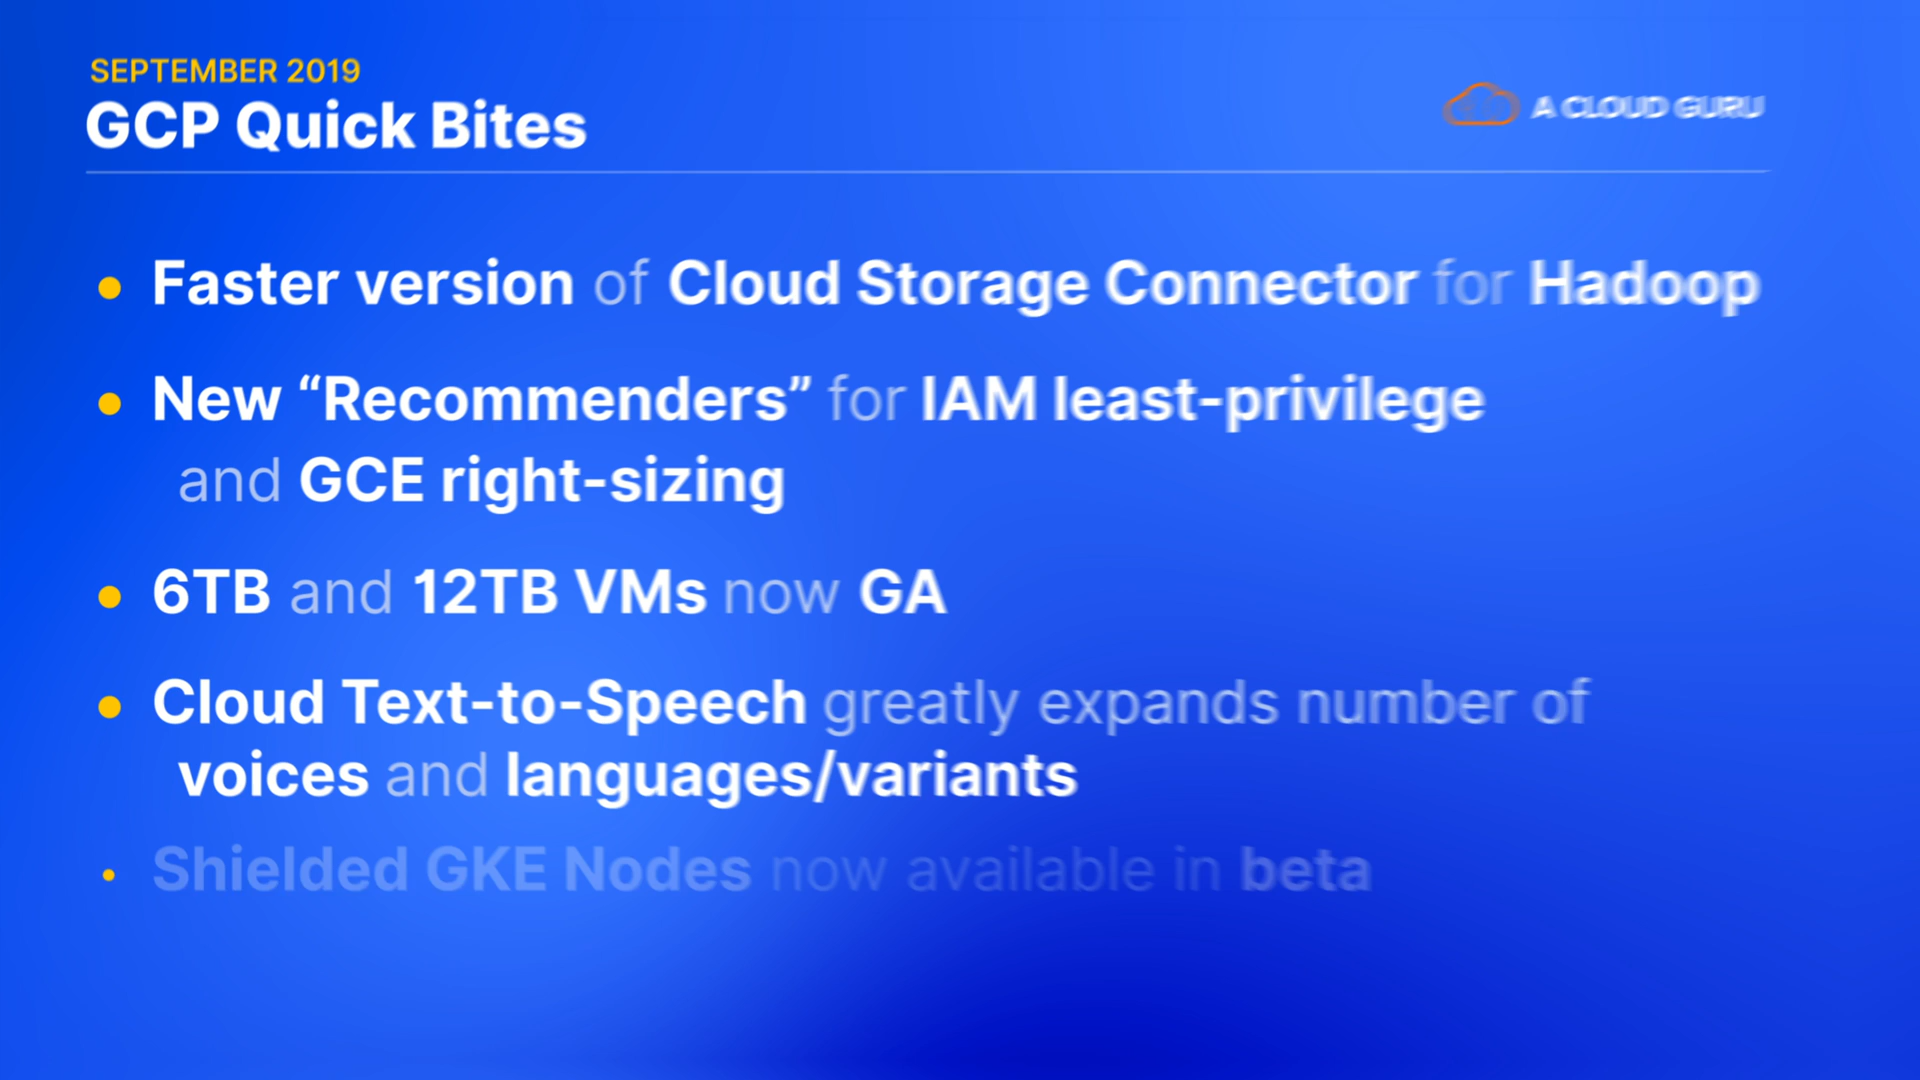 SEPTEMBER 2019
GCP Quick Bites
A CLOUD GURU
Faster version of Cloud Storage Connector for Hadoop
New “Recommenders” for IAM least-privilege
and GCE right-sizing
6TB and 12TB VMs now GA
Cloud Text-to-Speech greatly expands number of
voices and languages/variants
Shielded GKE Nodes now available in beta